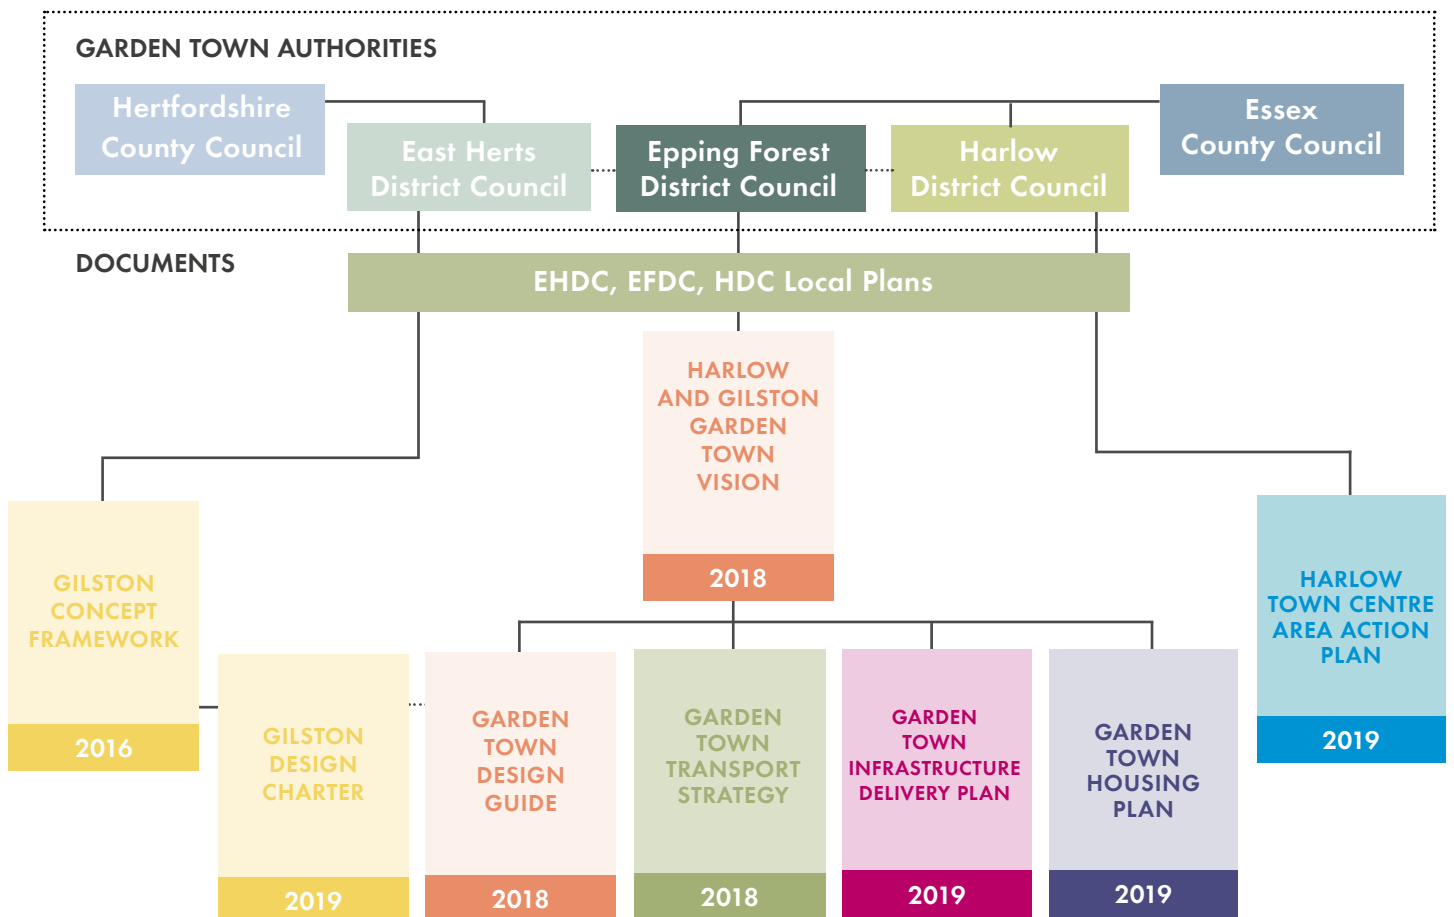 GARDEN TOWN AUTHORITIES
Hertfordshire
County Council
East Herts
District Council
Epping Forest
District Council
Harlow
District Council
Essex
County Council
DOCUMENTS
EHDC, EFDC, HDC Local Plans
HARLOW
AND GILSTON
GARDEN
TOWN
VISION
2018
GILSTON
CONCEPT
FRAMEWORK
2016
GILSTON
DESIGN
CHARTER
2019
GARDEN
TOWN
DESIGN
GUIDE
2018
GARDEN
TOWN
TRANSPORT
STRATEGY
2018
GARDEN
TOWN
INFRASTRUCTURE
DELIVERY PLAN
2019
GARDEN
TOWN
HOUSING
PLAN
2019
HARLOW
TOWN CENTRE
AREA ACTION
PLAN
2019